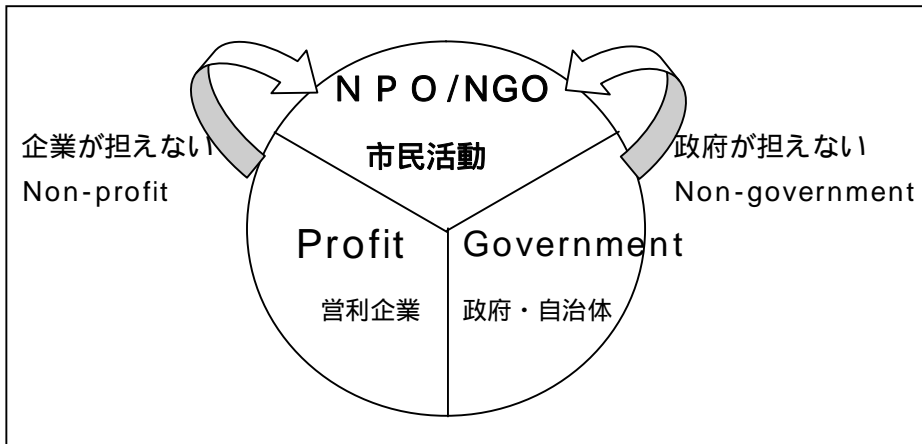 ＮＰＯ/NGO
市民活動
企業が担えない
Non-profit
政府が担えない
Non-government
Profit
営利企業
Government
政府・自治体